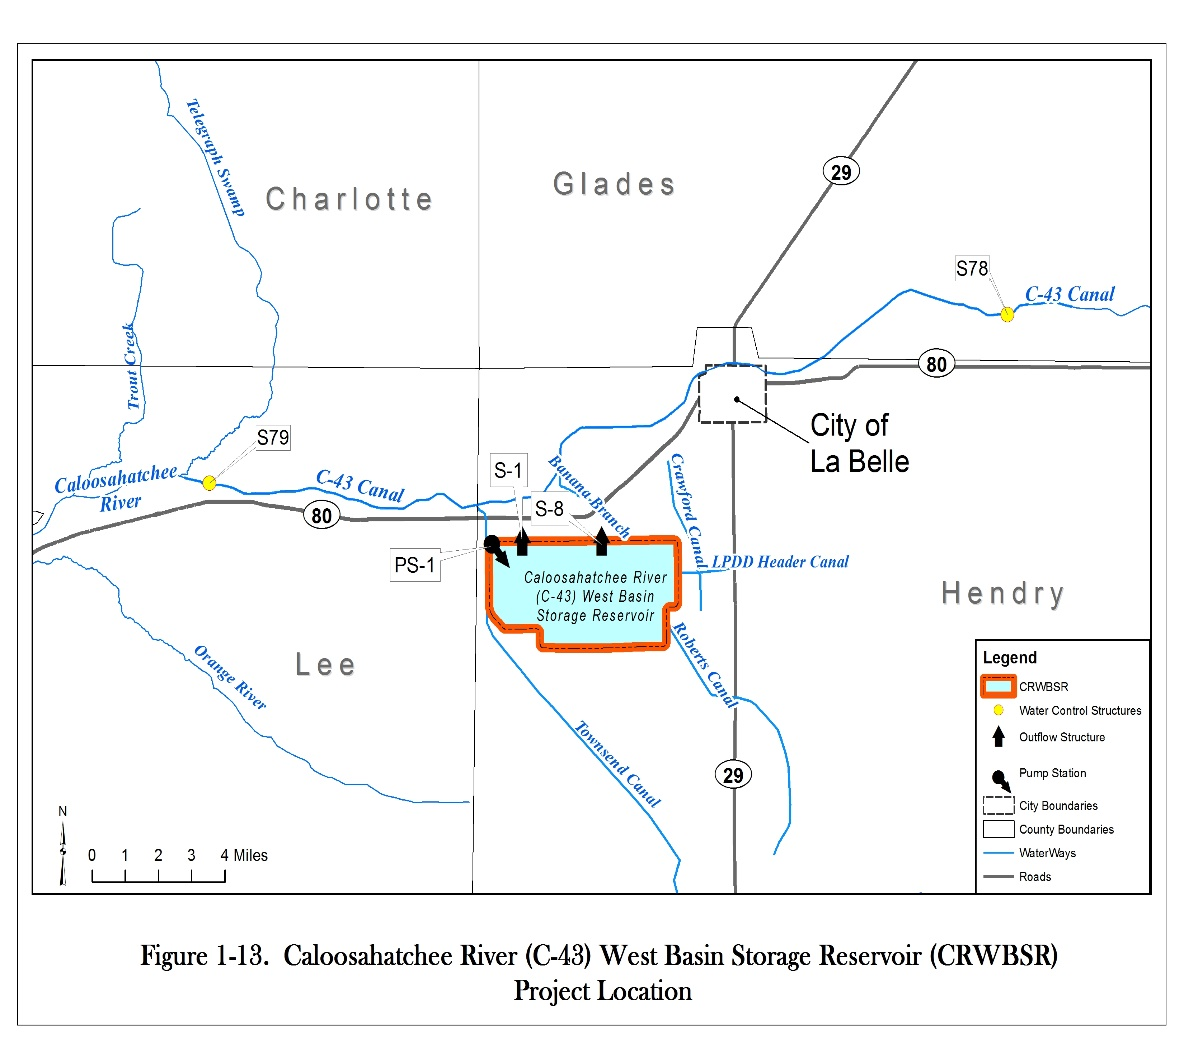 Telegraph Swamp
Charlotte
Glades
29
S78
C-43 Canal
Trout Creek
80
City of
La Belle
S79
Caloosahatchee
River
C-43 Canal
80
S-1
Banana Branch
S-8
Crawford Canal
PS-1
LPDD Header Canal
Caloosahatchee River
(C-43) West Basin
Storage Reservoir
Hendry
Lee
Orange River
Roberts Canal
Townsend Canal
29
Legend
CRWBSR
Water Control Structures
Outflow Structure
Pump Station
City Boundaries
County Boundaries
WaterWays
Roads
N
S
0 1 2 3 4 Miles
Figure 1-13. Caloosahatchee River (C-43) West Basin Storage Reservoir (CRWBSR)
Project Location